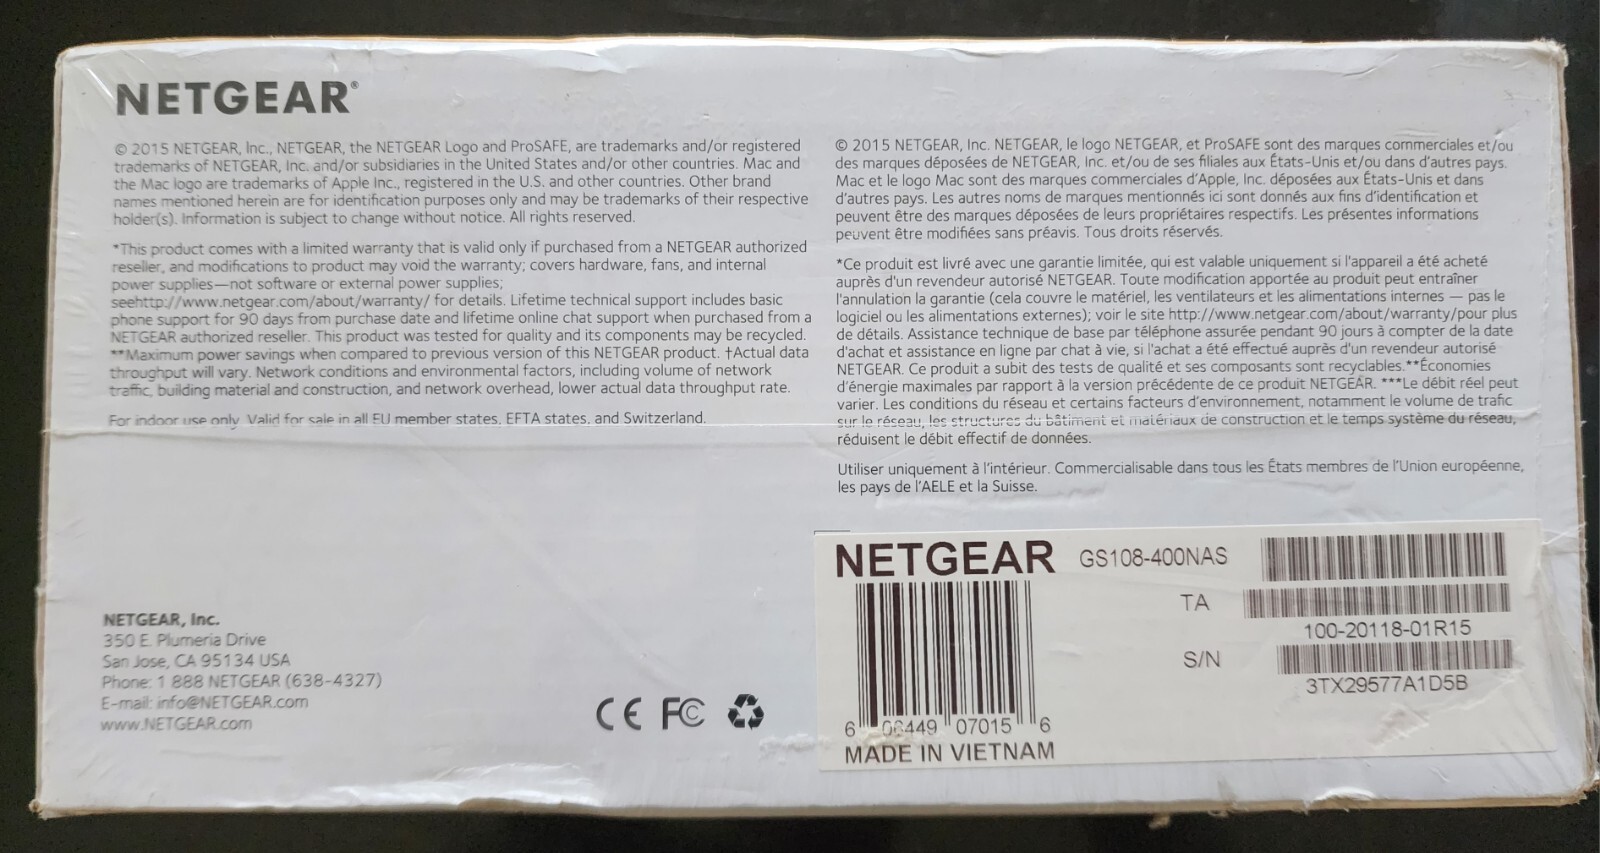 NETGEAR®
© 2015 NETGEAR, Inc., NETGEAR, the NETGEAR Logo and ProSAFE, are trademarks and/or registered
trademarks of NETGEAR, Inc. and/or subsidiaries in the United States and/or other countries. Mac and
the Mac logo are trademarks of Apple Inc., registered in the U.S. and other countries. Other brand
names mentioned herein are for identification purposes only and may be trademarks of their respective
holder(s). Information is subject to change without notice. All rights reserved.
*This product comes with a limited warranty that is valid only if purchased from a NETGEAR authorized
reseller, and modifications to product may void the warranty; covers hardware, fans, and internal
power supplies—not software or external power supplies;
seehttp://www.netgear.com/about/warranty/ for details. Lifetime technical support includes basic
phone support for 90 days from purchase date and lifetime online chat support when purchased from a
NETGEAR authorized reseller. This product was tested for quality and its components may be recycled.
**Maximum power savings when compared to previous version of this NETGEAR product. †Actual data
throughput will vary. Network conditions and environmental factors, including volume of network
traffic, building material and construction, and network overhead, lower actual data throughput rate.
For indoor use only. Valid for sale in all EU member states, EFTA states, and Switzerland.
© 2015 NETGEAR, Inc. NETGEAR, le logo NETGEAR, et ProSAFE sont des marques commerciales et/ou
des marques déposées de NETGEAR, Inc. et/ou de ses filiales aux États-Unis et/ou dans d'autres pays.
Mac et le logo Mac sont des marques commerciales d'Apple, Inc. déposées aux États-Unis et dans
d'autres pays. Les autres noms de marques mentionnés ici sont donnés aux fins d'identification et
peuvent être des marques déposées de leurs propriétaires respectifs. Les présentes informations
peuvent être modifiées sans préavis. Tous droits réservés.
*Ce produit est livré avec une garantie limitée, qui est valable uniquement si l'appareil a été acheté
auprès d'un revendeur autorisé NETGEAR. Toute modification apportée au produit peut entraîner
l'annulation la garantie (cela couvre le matériel, les ventilateurs et les alimentations internes — pas le
logiciel ou les alimentations externes); voir le site http://www.netgear.com/about/warranty/pour plus
de détails. Assistance technique de base par téléphone assurée pendant 90 jours à compter de la date
d'achat et assistance en ligne par chat à vie, si l'achat a été effectué auprès d'un revendeur autorisé
NETGEAR. Ce produit a subit des tests de qualité et ses composants sont recyclables.**Économies
d'énergie maximales par rapport à la version précédente de ce produit NETGEAR. ***Le débit réel peut
varier. Les conditions du réseau et certains facteurs d'environnement, notamment le volume de trafic
sur le réseau, les structures du bâtiment et matériaux de construction et le temps système du réseau,
réduisent le débit effectif de données.
Utiliser uniquement à l'intérieur. Commercialisable dans tous les États membres de l'Union européenne,
les pays de l'AELE et la Suisse.
NETGEAR, Inc.
350 E. Plumeria Drive
San Jose, CA 95134 USA
Phone: 1 888 NETGEAR (638-4327)
E-mail: info@NETGEAR.com
www.NETGEAR.com
CE FC
NETGEAR GS108-400NAS
TA
100-20118-01R15
S/N
3TX29577A1D5B
6 06449 07015 6
MADE IN VIETNAM